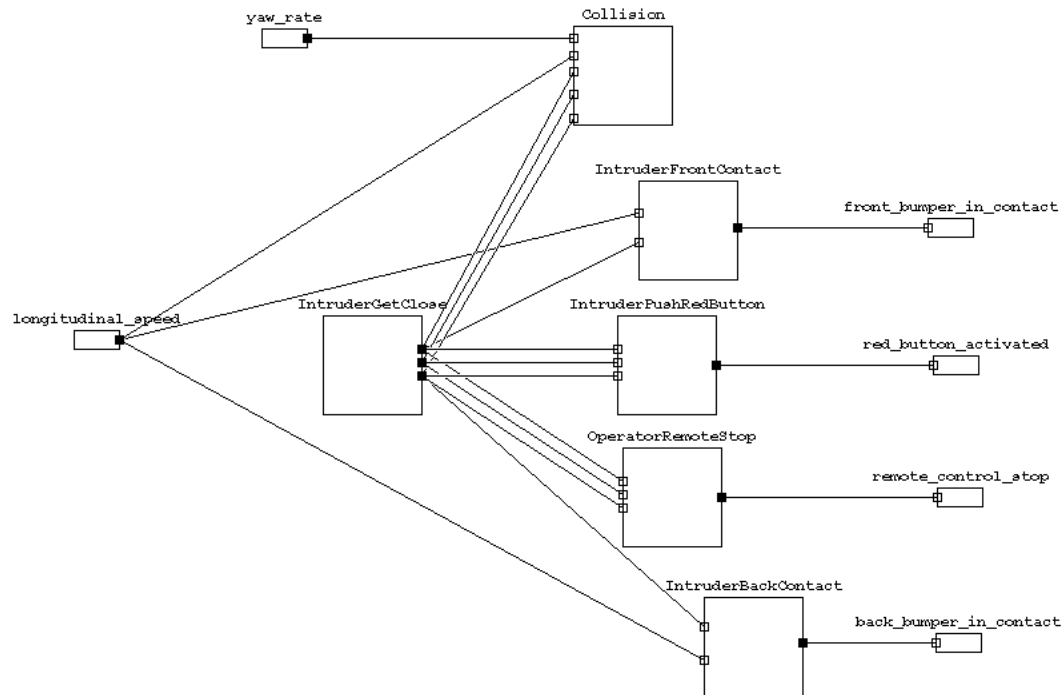 Collision
yaw_rate
IntruderFrontContact
front_bumper_in_contact
IntruderGetClose
IntruderPushRedButton
longitudinal_speed
red_button_activated
OperatorRemoteStop
remote_control_stop
IntruderBackContact
back_bumper_in_contact